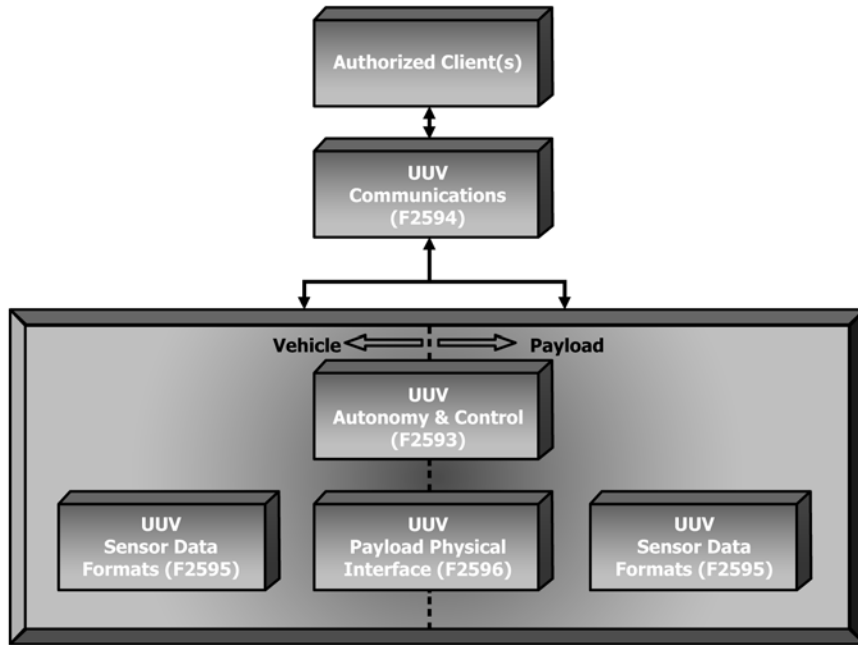 Authorized Client(s)
UUV
Communications
(F2594)
Vehicle
Payload
UUV
Autonomy & Control
(F2593)
UUV
Sensor Data
Formats (F2595)
UUV
Payload Physical
Interface (F2596)
UUV
Sensor Data
Formats (F2595)